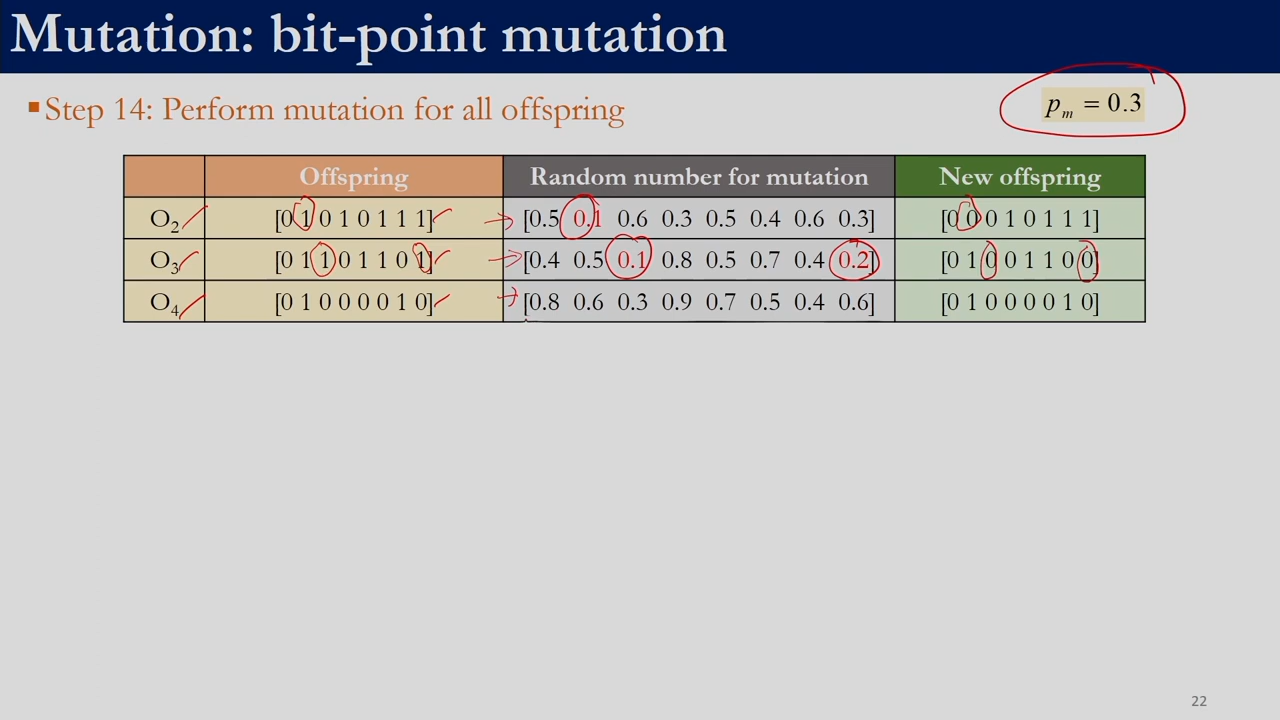 Mutation: bit-point mutation
▪Step 14: Perform mutation for all offspring
pm = 0.3
Offspring Random number for mutation New offspring
O2 [0 1 0 1 0 1 1 1] [0.5 0.1 0.6 0.3 0.5 0.4 0.6 0.3] [0 0 0 1 0 1 1 1]
O3 [0 1 1 0 1 1 0 1] [0.4 0.5 0.1 0.8 0.5 0.7 0.4 0.2] [0 1 0 0 1 1 0 0]
O4 [0 1 0 0 0 0 1 0] [0.8 0.6 0.3 0.9 0.7 0.5 0.4 0.6] [0 1 0 0 0 0 1 0]
22